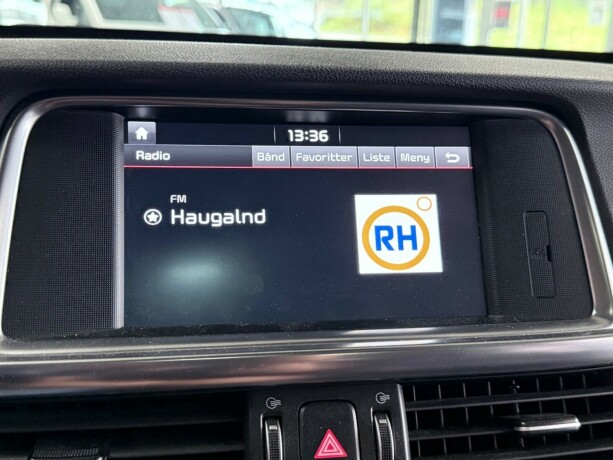 13:36
Radio Bånd Favoritter Liste Meny
FM
Haugalnd
RH